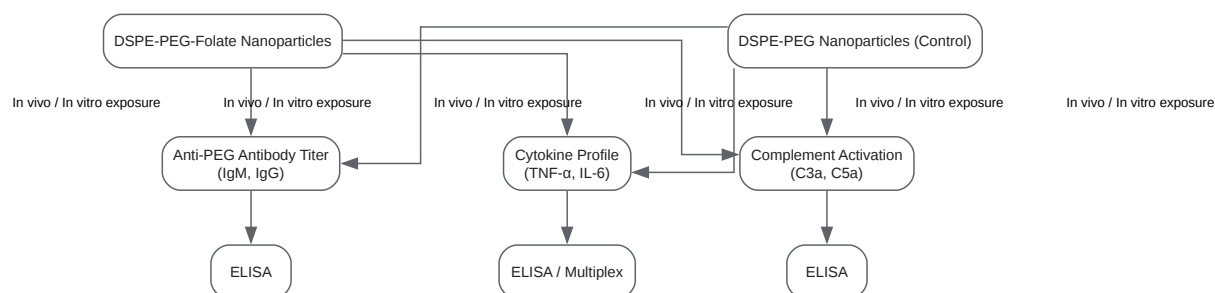 DSPE-PEG-Folate Nanoparticles
DSPE-PEG Nanoparticles (Control)
In vivo / In vitro exposure
In vivo / In vitro exposure
In vivo / In vitro exposure
In vivo / In vitro exposure
In vivo / In vitro exposure
In vivo / In vitro exposure
Anti-PEG Antibody Titer
(IgM, IgG)
Cytokine Profile
(TNF-α, IL-6)
Complement Activation
(C3a, C5a)
ELISA
ELISA / Multiplex
ELISA